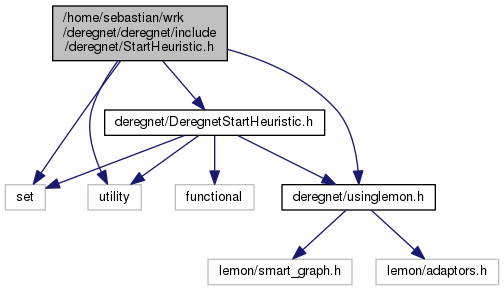 /home/sebastian/wrk
/deregnet/deregnet/include
/deregnet/StartHeuristic.h
deregnet/DeregnetStartHeuristic.h
set
utility
functional
deregnet/usinglemon.h
lemon/smart_graph.h
lemon/adaptors.h